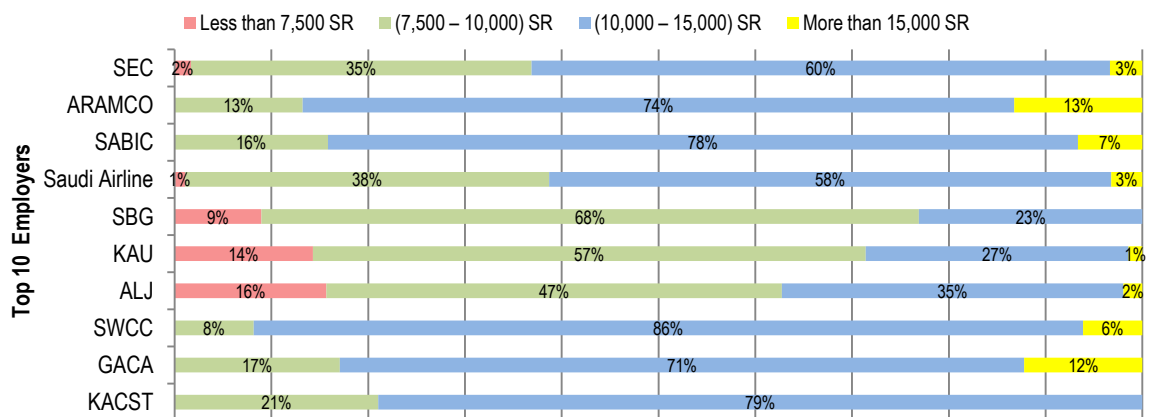 Less than 7,500 SR (7,500 – 10,000) SR (10,000 – 15,000) SR More than 15,000 SR
Top 10 Employers
SEC 2% 35% 60% 3%
ARAMCO 13% 74% 13%
SABIC 16% 78% 7%
Saudi Airline 1% 38% 58% 3%
SBG 9% 68% 23%
KAU 14% 57% 27% 1%
ALJ 16% 47% 35% 2%
SWCC 8% 86% 6%
GACA 17% 71% 12%
KACST 21% 79%